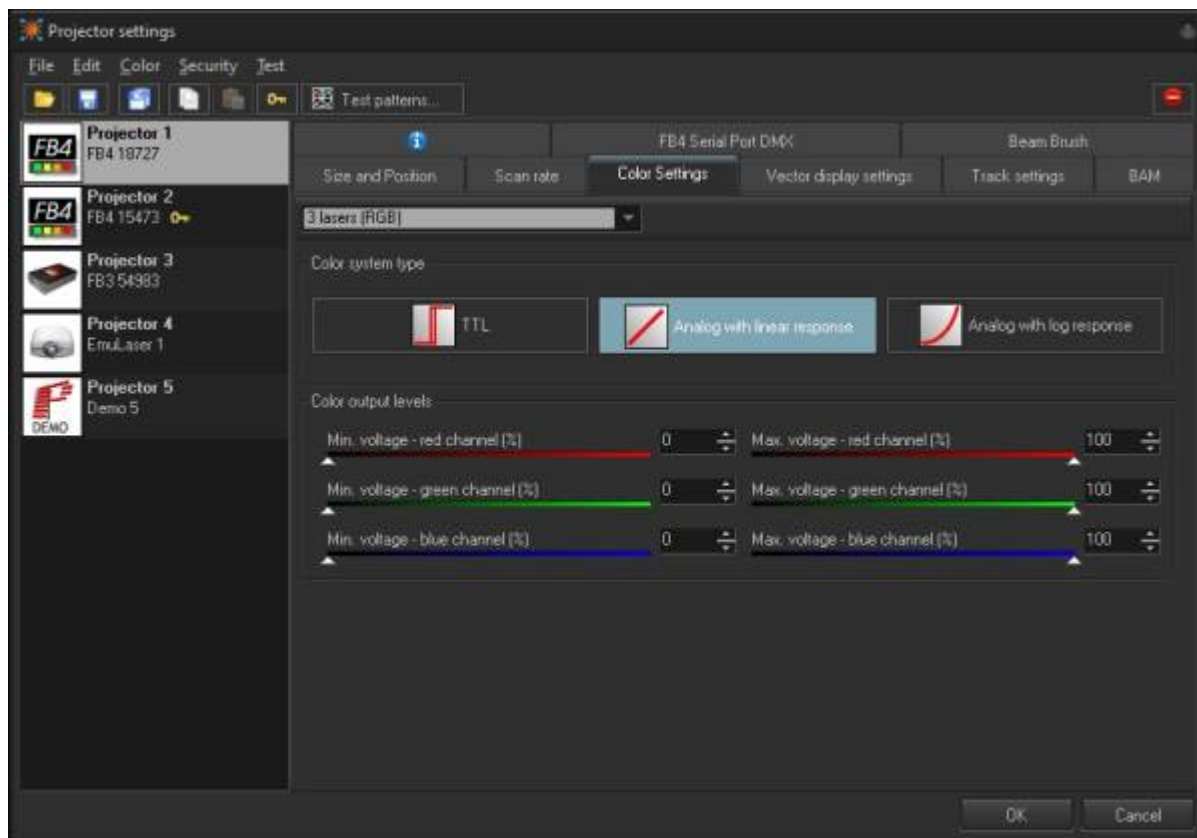 Projector settings
File Edit Color Security Test
Test patterns...
FB4
Projector 1
FB4 18727
FB4
Projector 2
FB4 15473
Projector 3
FB3 54983
Projector 4
EmuLaser 1
DEMO
Projector 5
Demo 5
FB4 Serial Port DMX Beam Brush
Size and Position Scan rate Color Settings Vector display settings Track settings BAM
3 lasers (RGB)
Color system type
TTL Analog with linear response Analog with log response
Color output levels
Min. voltage - red channel (%) 0 Max. voltage - red channel (%) 100
Min. voltage - green channel (%) 0 Max. voltage - green channel (%) 100
Min. voltage - blue channel (%) 0 Max. voltage - blue channel (%) 100
OK Cancel